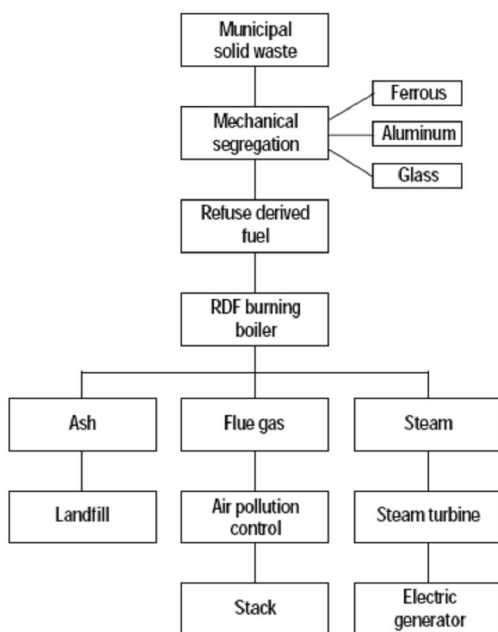 Municipal
solid waste
Ferrous
Mechanical
segregation
Aluminum
Glass
Refuse derived
fuel
RDF burning
boiler
Ash
Flue gas
Steam
Landfill
Air pollution
control
Steam turbine
Stack
Electric
generator